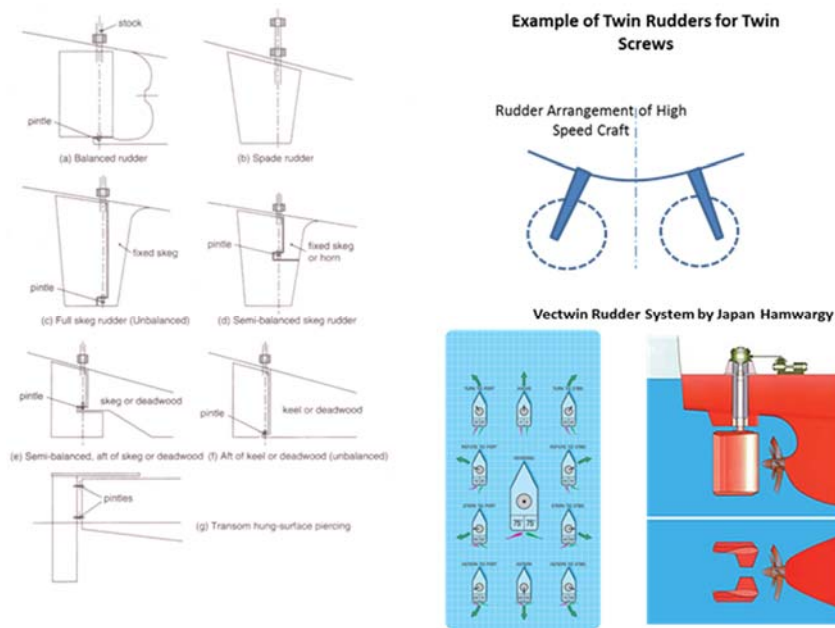 stock
pintle
(a) Balanced rudder
(b) Spade rudder
fixed skeg
pintle
(c) Full skeg rudder (Unbalanced)
pintle
fixed skeg
or horn
(d) Semi-balanced skeg rudder
skeg or deadwood
(e) Semi-balanced, aft of skeg or deadwood
pintle
keel or deadwood
(f) Aft of keel or deadwood (unbalanced)
pintles
(g) Transom hung-surface piercing
Example of Twin Rudders for Twin
Screws
Rudder Arrangement of High
Speed Craft
Vectwin Rudder System by Japan Hamwargy
75° 75°